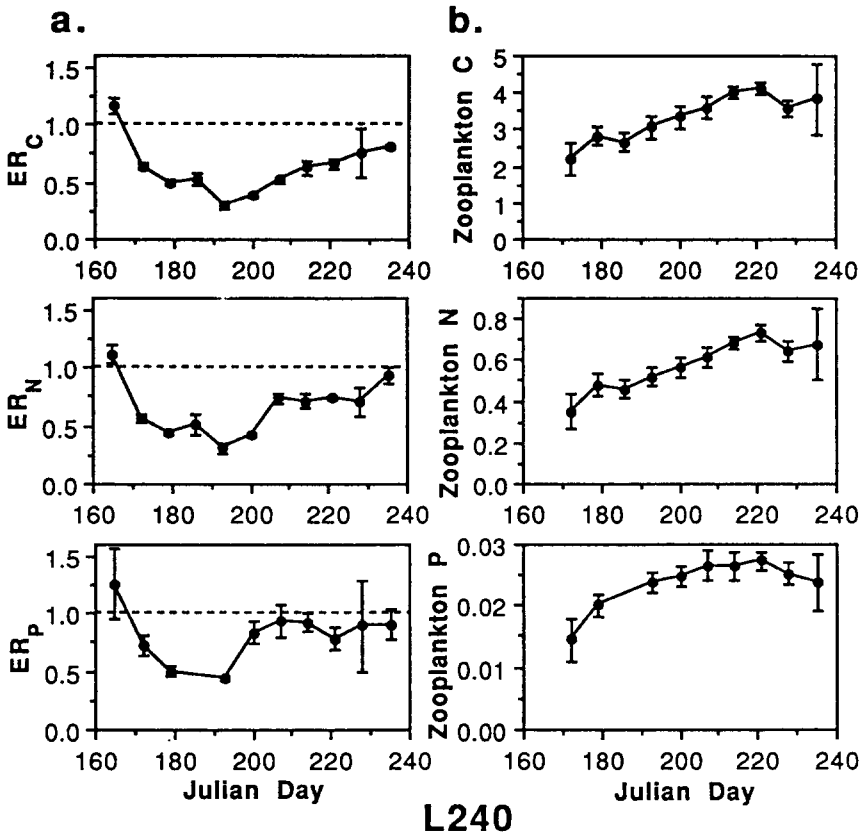 a.
b.
ER_C
1.5
1.0
0.5
0.0
160 180 200 220 240
Zooplankton C
5
4
3
2
1
0
160 180 200 220 240
ER_N
1.5
1.0
0.5
0.0
160 180 200 220 240
Zooplankton N
0.8
0.6
0.4
0.2
0.0
160 180 200 220 240
ER_P
1.5
1.0
0.5
0.0
160 180 200 220 240
Julian Day
Zooplankton P
0.03
0.02
0.01
0.00
160 180 200 220 240
Julian Day
L240